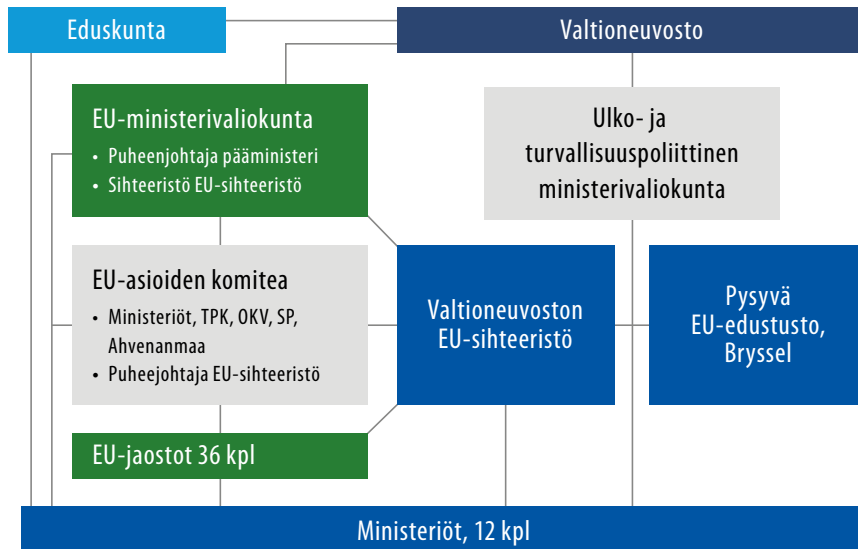 Eduskunta
Valtioneuvosto
EU-ministerivaliokunta
• Puheenjohtaja pääministeri
• Sihteeristö EU-sihteeristö
Ulko- ja
turvallisuuspoliittinen
ministerivaliokunta
EU-asioiden komitea
• Ministeriöt, TPK, OKV, SP,
Ahvenanmaa
• Puheejohtaja EU-sihteeristö
Valtioneuvoston
EU-sihteeristö
Pysyvä
EU-edustusto,
Bryssel
EU-jaostot 36 kpl
Ministeriöt, 12 kpl